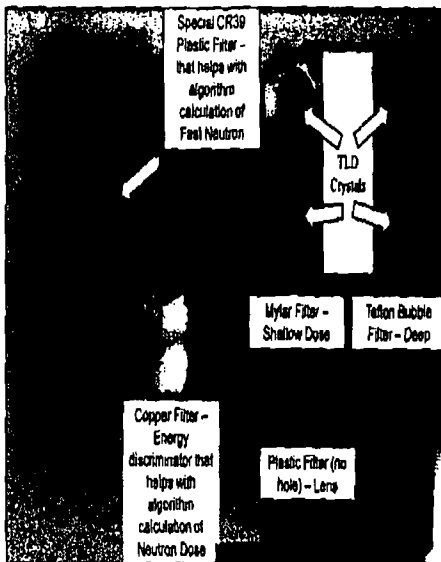 Special CR39
Plastic Filter –
that helps with
algorithm
calculation of
Fast Neutron
TLD
Crystals
Mylar Filter –
Shallow Dose
Teflon Bubble
Filter – Deep
Copper Filter –
Energy
discriminator that
helps with
algorithm
calculation of
Neutron Dose
Plastic Filter (no
hole) – Lens